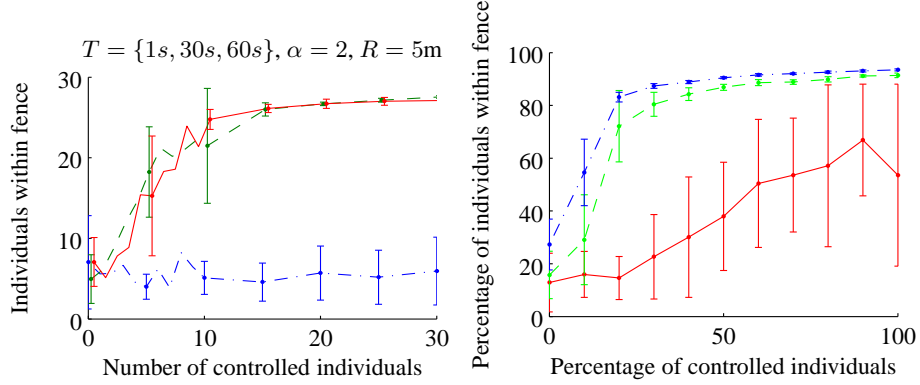 T = {1s, 30s, 60s}, α = 2, R = 5m
Individuals within fence
30
20
10
0
0 10 20 30
Number of controlled individuals
Percentage of individuals within fence
100
80
60
40
20
0
0 50 100
Percentage of controlled individuals